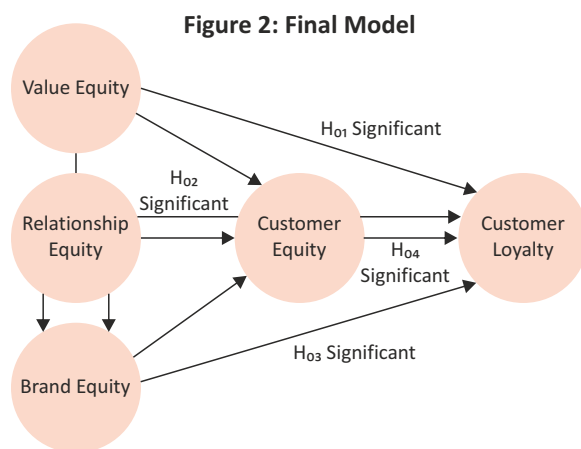 Figure 2: Final Model
Value Equity
H₀₁ Significant
H₀₂
Significant
Relationship
Equity
Customer
Equity
Customer
Loyalty
H₀₄
Significant
H₀₃ Significant
Brand Equity